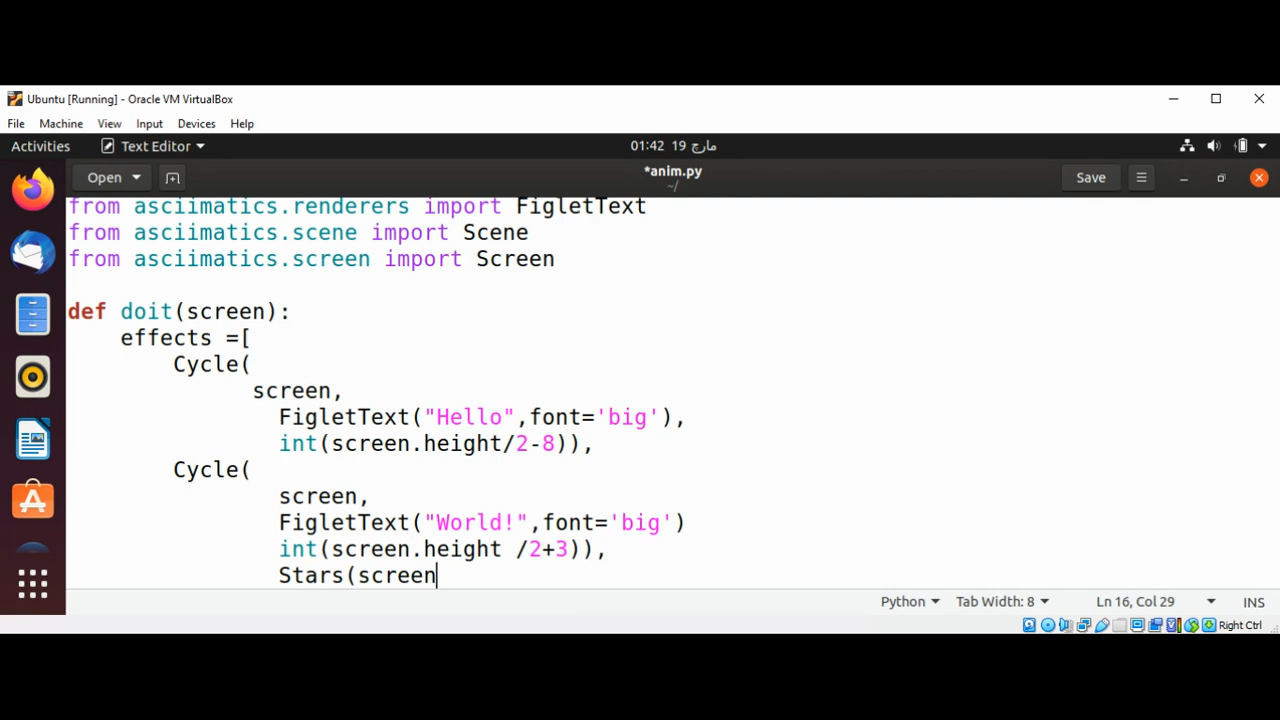 Ubuntu [Running] - Oracle VM VirtualBox
File Machine View Input Devices Help
Activities Text Editor 01:42 19 مارچ
Open *anim.py Save
~/
from asciimatics.renderers import FigletText
from asciimatics.scene import Scene
from asciimatics.screen import Screen
def doit(screen):
effects =[
Cycle(
screen,
FigletText("Hello",font='big'),
int(screen.height/2-8)),
Cycle(
screen,
FigletText("World!",font='big')
int(screen.height /2+3)),
Stars(screen
Python Tab Width: 8 Ln 16, Col 29 INS
Right Ctrl